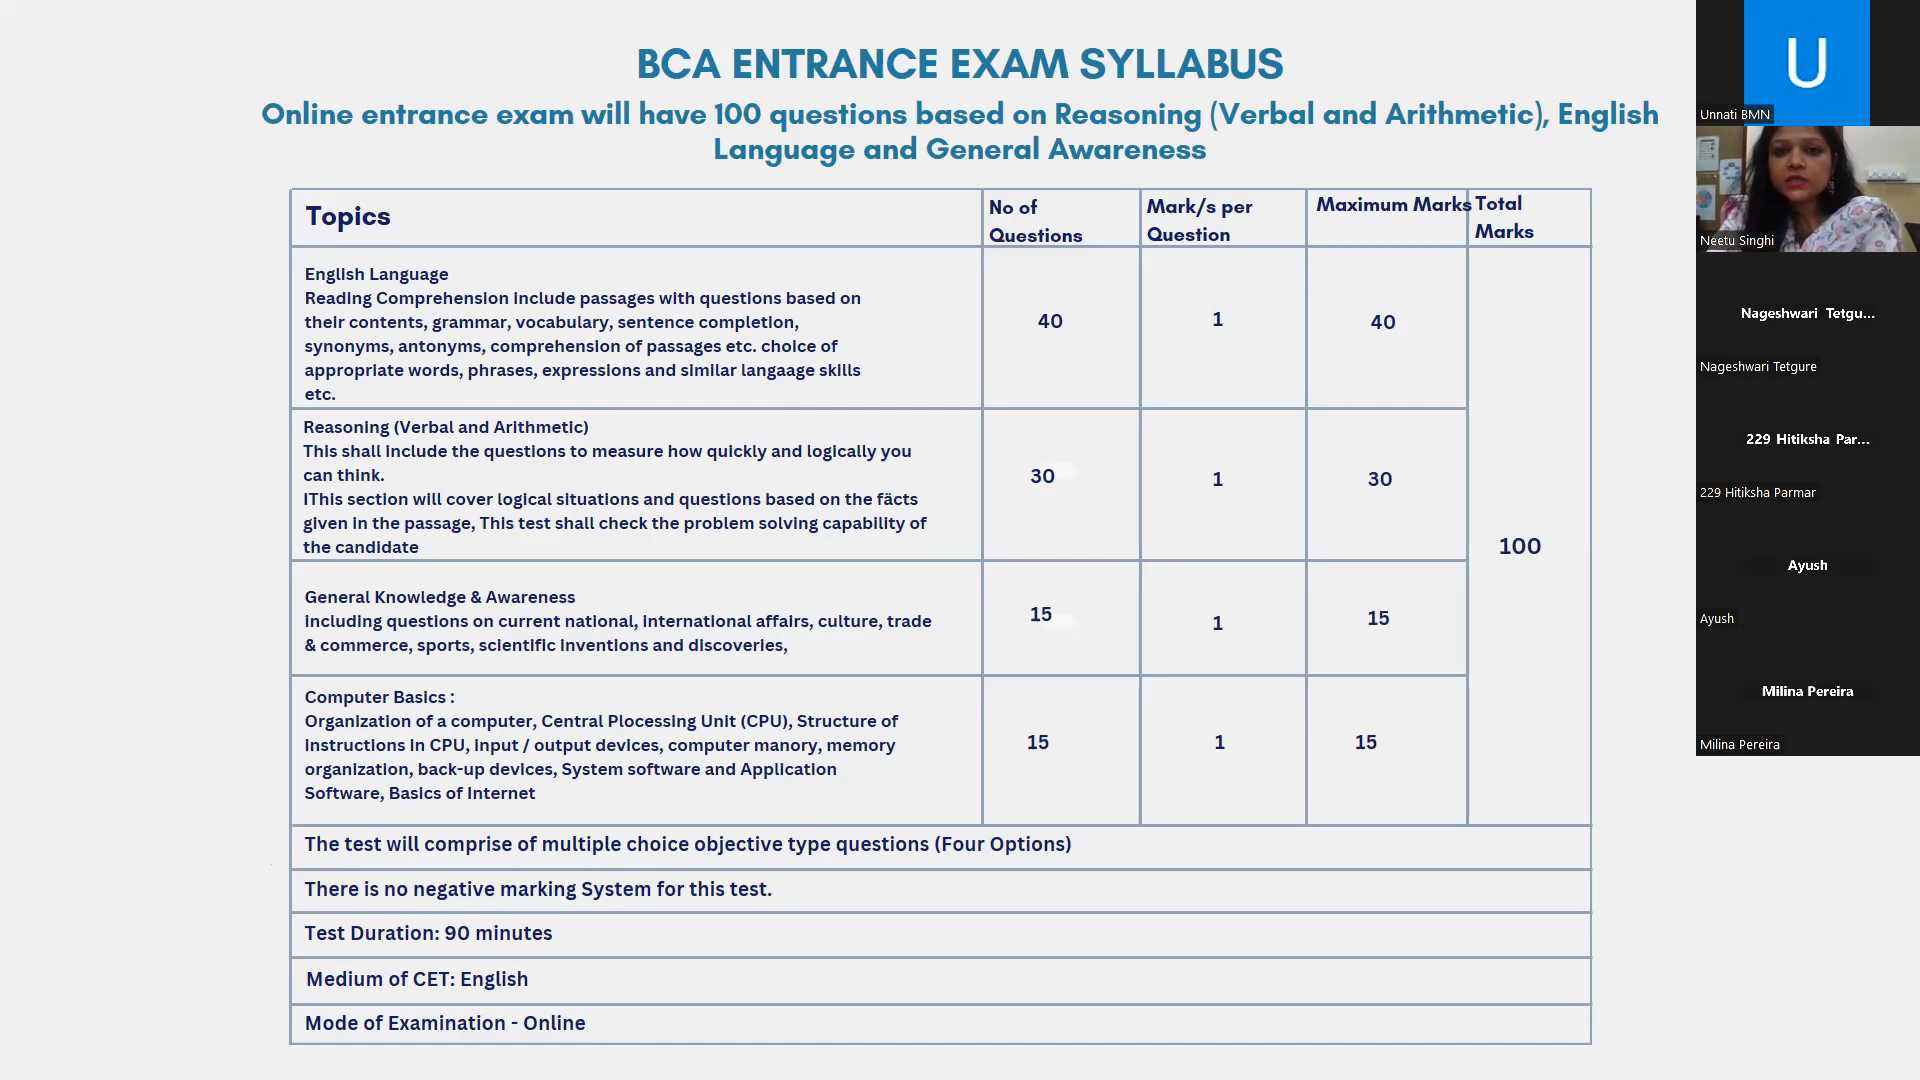 BCA ENTRANCE EXAM SYLLABUS
Online entrance exam will have 100 questions based on Reasoning (Verbal and Arithmetic), English
Language and General Awareness
Topics
No of
Questions
Mark/s per
Question
Maximum Marks
Total
Marks
English Language
Reading Comprehension include passages with questions based on
their contents, grammar, vocabulary, sentence completion,
synonyms, antonyms, comprehension of passages etc. choice of
appropriate words, phrases, expressions and similar langaage skills
etc.
40
1
40
Reasoning (Verbal and Arithmetic)
This shall include the questions to measure how quickly and logically you
can think.
IThis section will cover logical situations and questions based on the fäcts
given in the passage, This test shall check the problem solving capability of
the candidate
30
1
30
100
General Knowledge & Awareness
including questions on current national, international affairs, culture, trade
& commerce, sports, scientific inventions and discoveries,
15
1
15
Computer Basics :
Organization of a computer, Central Plocessing Unit (CPU), Structure of
instructions in CPU, input / output devices, computer manory, memory
organization, back-up devices, System software and Application
Software, Basics of Internet
15
1
15
The test will comprise of multiple choice objective type questions (Four Options)
There is no negative marking System for this test.
Test Duration: 90 minutes
Medium of CET: English
Mode of Examination - Online
U
Unnati BMN
Neetu Singhi
Nageshwari Tetgu...
Nageshwari Tetgure
229 Hitiksha Par...
229 Hitiksha Parmar
Ayush
Ayush
Milina Pereira
Milina Pereira